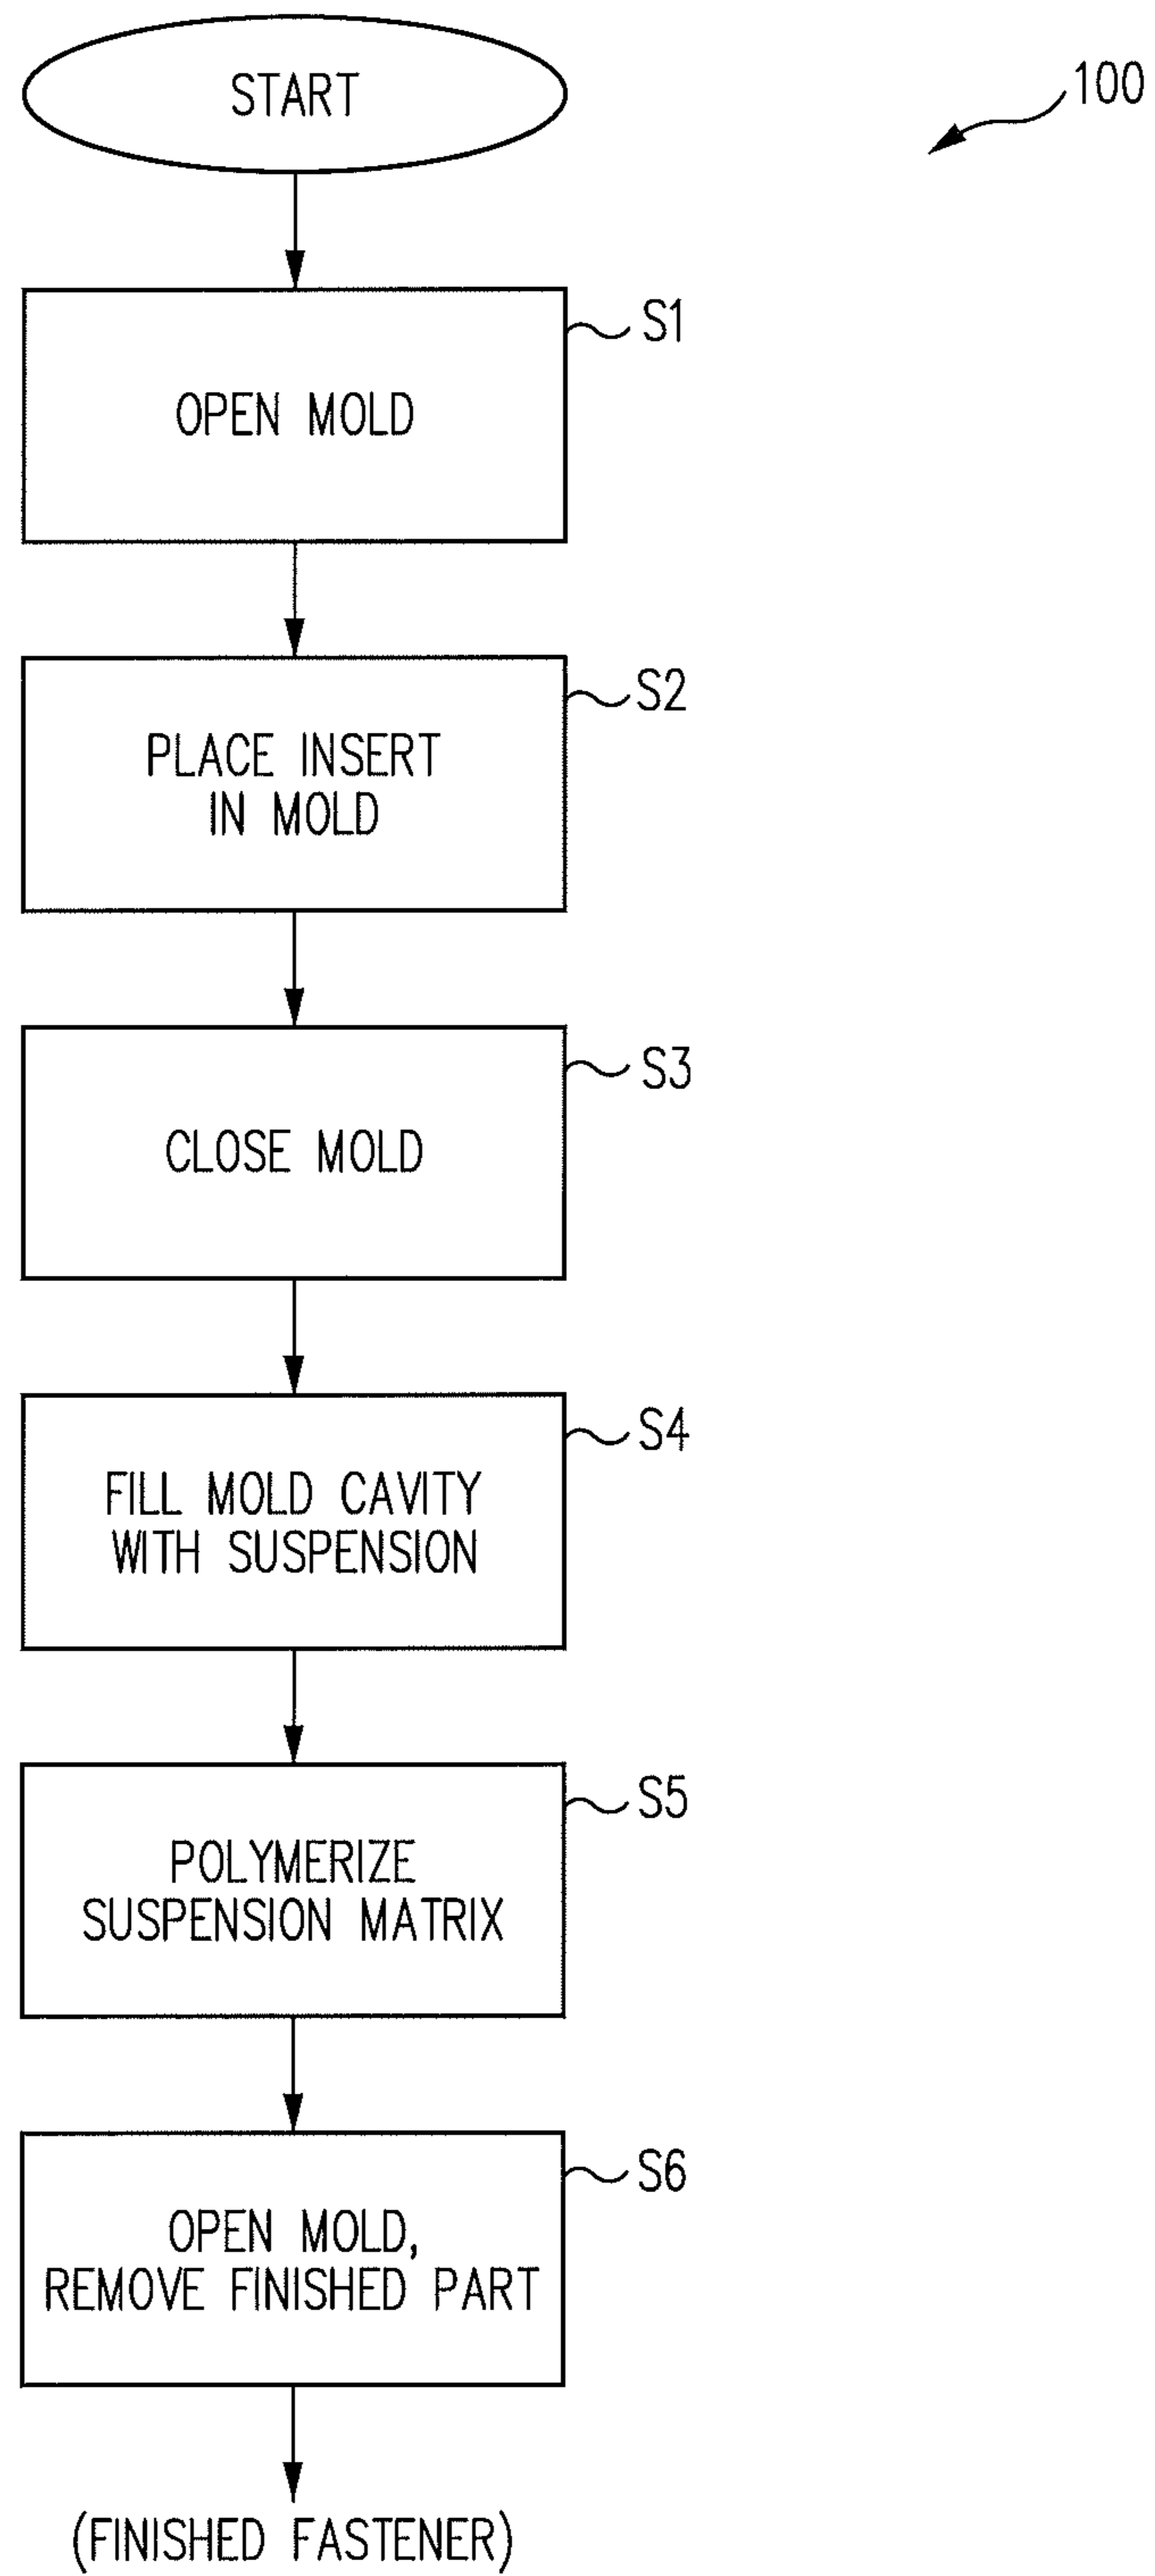 START
100
S1
OPEN MOLD
S2
PLACE INSERT
IN MOLD
S3
CLOSE MOLD
S4
FILL MOLD CAVITY
WITH SUSPENSION
S5
POLYMERIZE
SUSPENSION MATRIX
S6
OPEN MOLD,
REMOVE FINISHED PART
(FINISHED FASTENER)